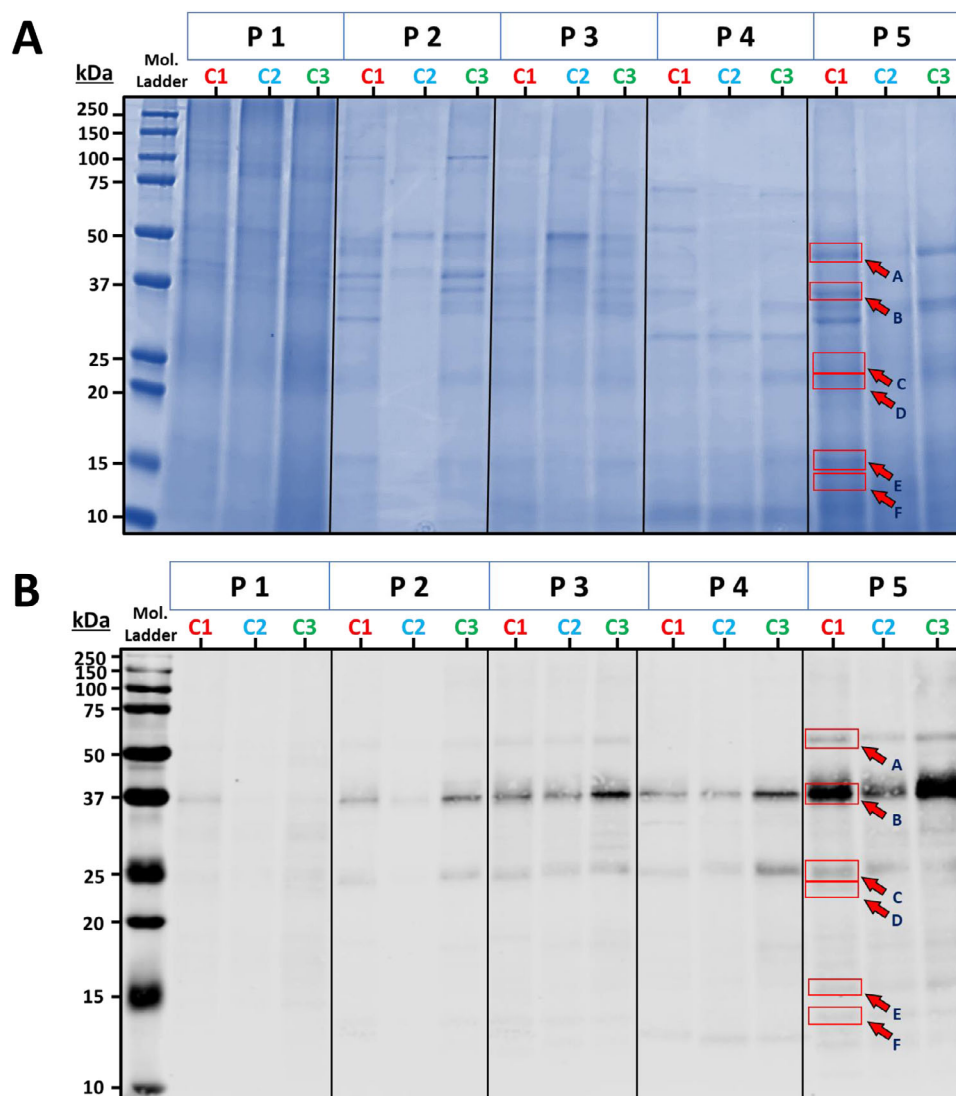 A
P 1 P 2 P 3 P 4 P 5
kDa Mol. Ladder C1 C2 C3 C1 C2 C3 C1 C2 C3 C1 C2 C3 C1 C2 C3
250
150
100
75
50
A
37
B
25
C
20
D
15
E
10
F
B
P 1 P 2 P 3 P 4 P 5
kDa Mol. Ladder C1 C2 C3 C1 C2 C3 C1 C2 C3 C1 C2 C3 C1 C2 C3
250
150
100
75
50
A
37
B
25
C
20
D
15
E
F
10